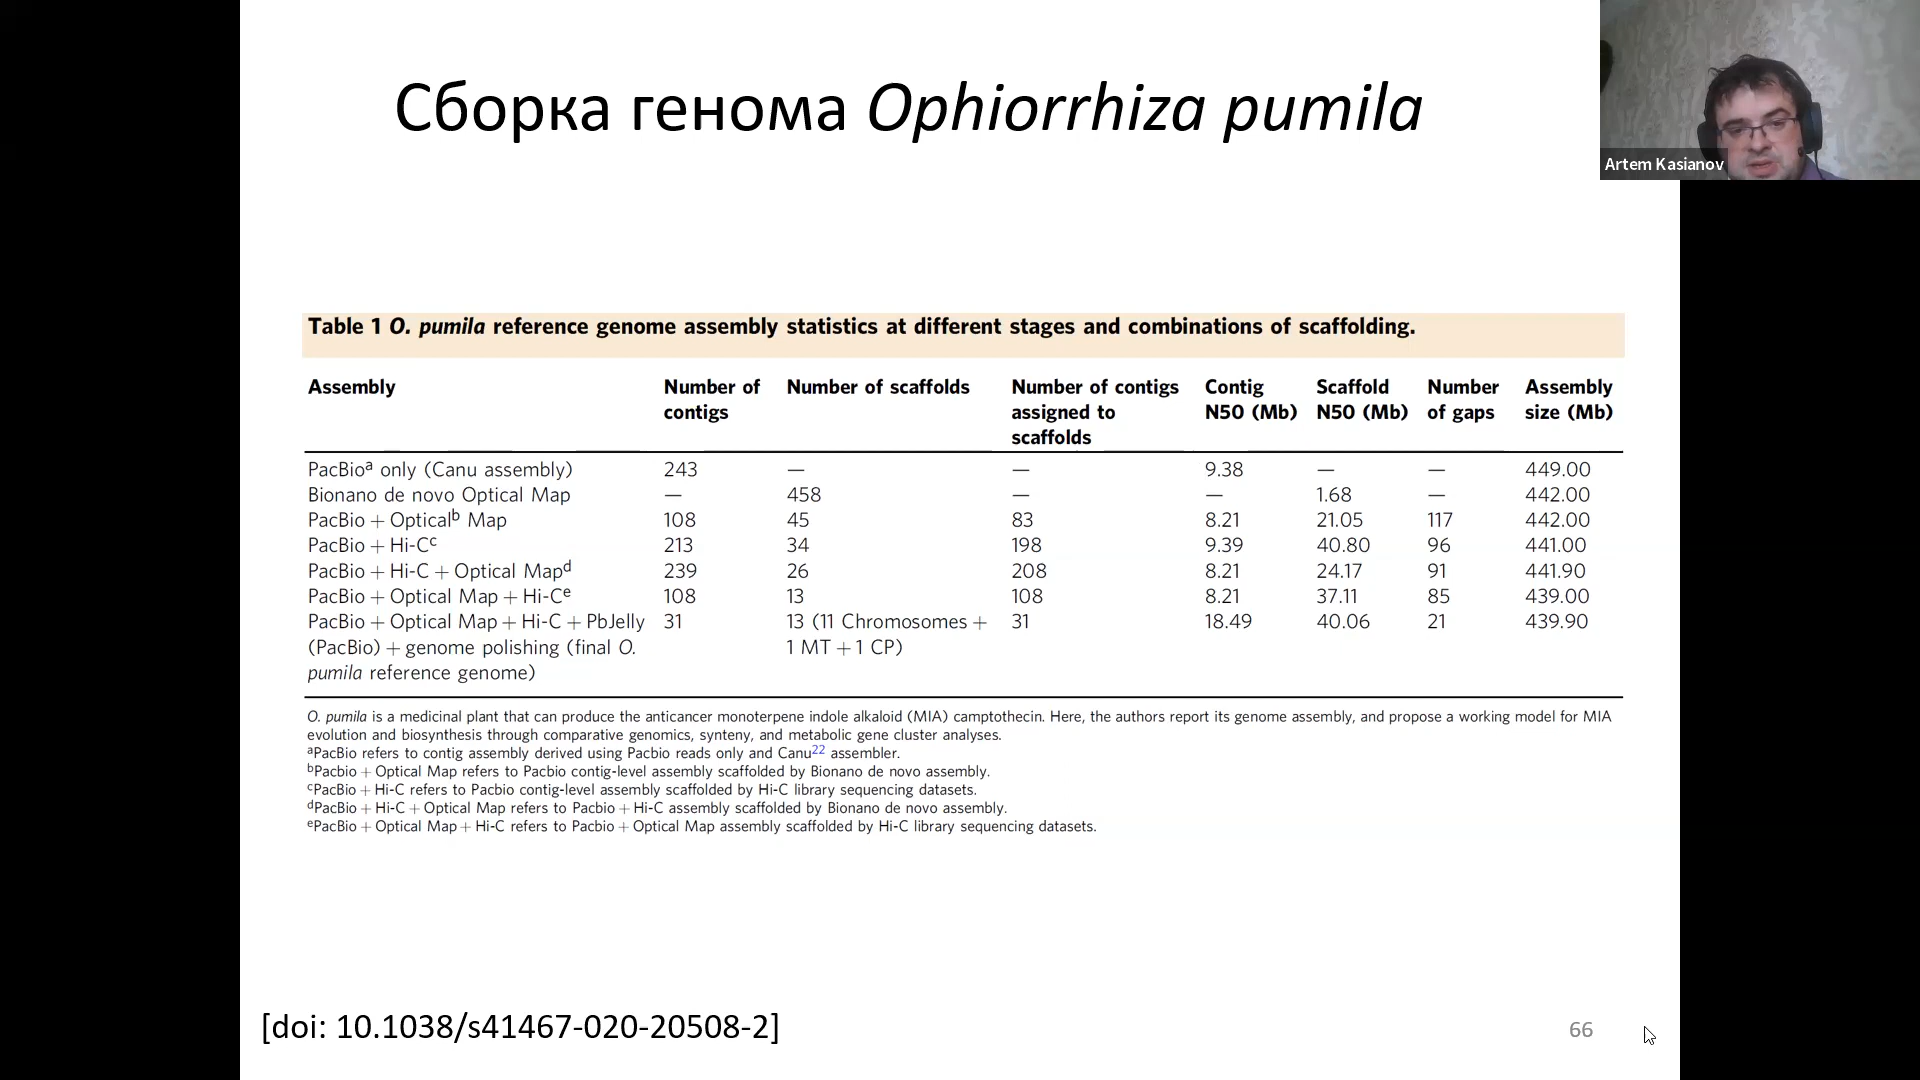 Сборка генома Ophiorrhiza pumila
Artem Kasianov
Table 1 O. pumila reference genome assembly statistics at different stages and combinations of scaffolding.
Assembly Number of contigs Number of scaffolds Number of contigs assigned to scaffolds Contig N50 (Mb) Scaffold N50 (Mb) Number of gaps Assembly size (Mb)
PacBioa only (Canu assembly) 243 — — 9.38 — — 449.00
Bionano de novo Optical Map — 458 — — 1.68 — 442.00
PacBio + Opticalb Map 108 45 83 8.21 21.05 117 442.00
PacBio + Hi-Cc 213 34 198 9.39 40.80 96 441.00
PacBio + Hi-C + Optical Mapd 239 26 208 8.21 24.17 91 441.90
PacBio + Optical Map + Hi-Ce 108 13 108 8.21 37.11 85 439.00
PacBio + Optical Map + Hi-C + PbJelly 31 13 (11 Chromosomes + 31 18.49 40.06 21 439.90
(PacBio) + genome polishing (final O. 1 MT + 1 CP)
pumila reference genome)
O. pumila is a medicinal plant that can produce the anticancer monoterpene indole alkaloid (MIA) camptothecin. Here, the authors report its genome assembly, and propose a working model for MIA
evolution and biosynthesis through comparative genomics, synteny, and metabolic gene cluster analyses.
aPacBio refers to contig assembly derived using Pacbio reads only and Canu22 assembler.
bPacbio + Optical Map refers to Pacbio contig-level assembly scaffolded by Bionano de novo assembly.
cPacBio + Hi-C refers to Pacbio contig-level assembly scaffolded by Hi-C library sequencing datasets.
dPacBio + Hi-C + Optical Map refers to Pacbio + Hi-C assembly scaffolded by Bionano de novo assembly.
ePacBio + Optical Map + Hi-C refers to Pacbio + Optical Map assembly scaffolded by Hi-C library sequencing datasets.
[doi: 10.1038/s41467-020-20508-2]
66